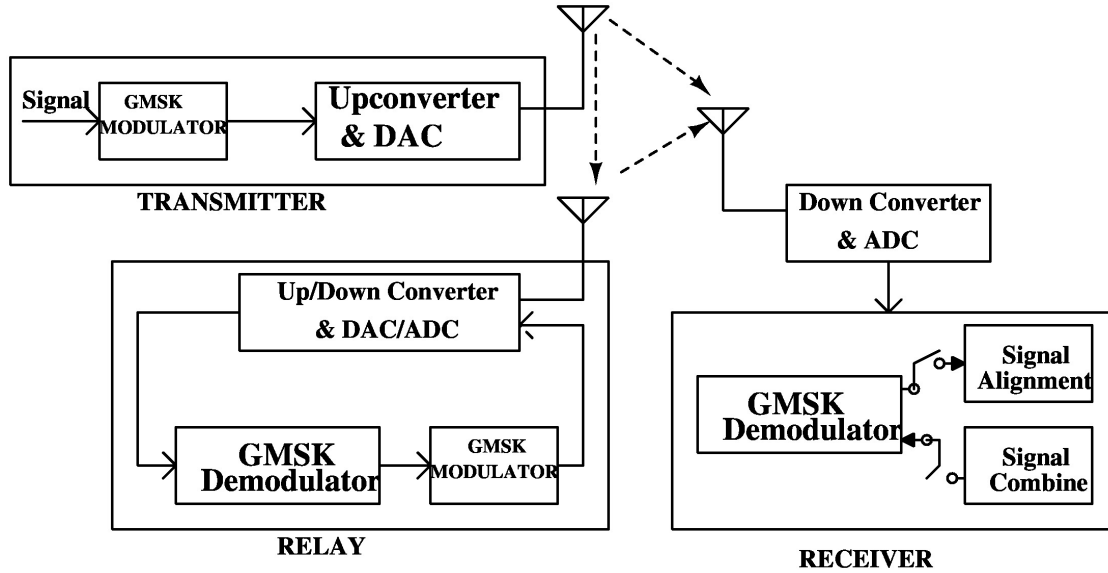 Signal
GMSK
MODULATOR
Upconverter
& DAC
TRANSMITTER
Down Converter
& ADC
Up/Down Converter
& DAC/ADC
GMSK
Demodulator
GMSK
MODULATOR
RELAY
GMSK
Demodulator
Signal
Alignment
Signal
Combine
RECEIVER